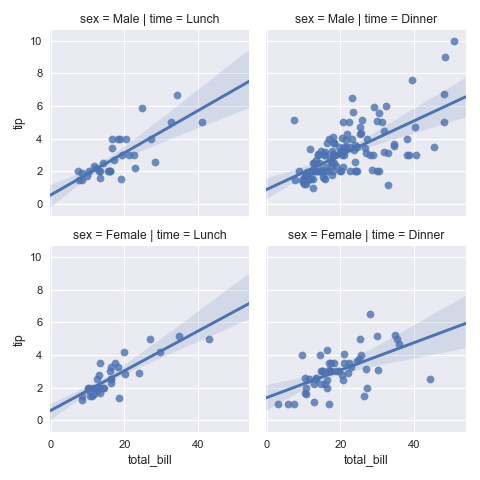 sex = Male | time = Lunch
sex = Male | time = Dinner
10
8
6
4
2
0
tip
sex = Female | time = Lunch
sex = Female | time = Dinner
10
8
6
4
2
0
tip
0 20 40
0 20 40
total_bill
total_bill